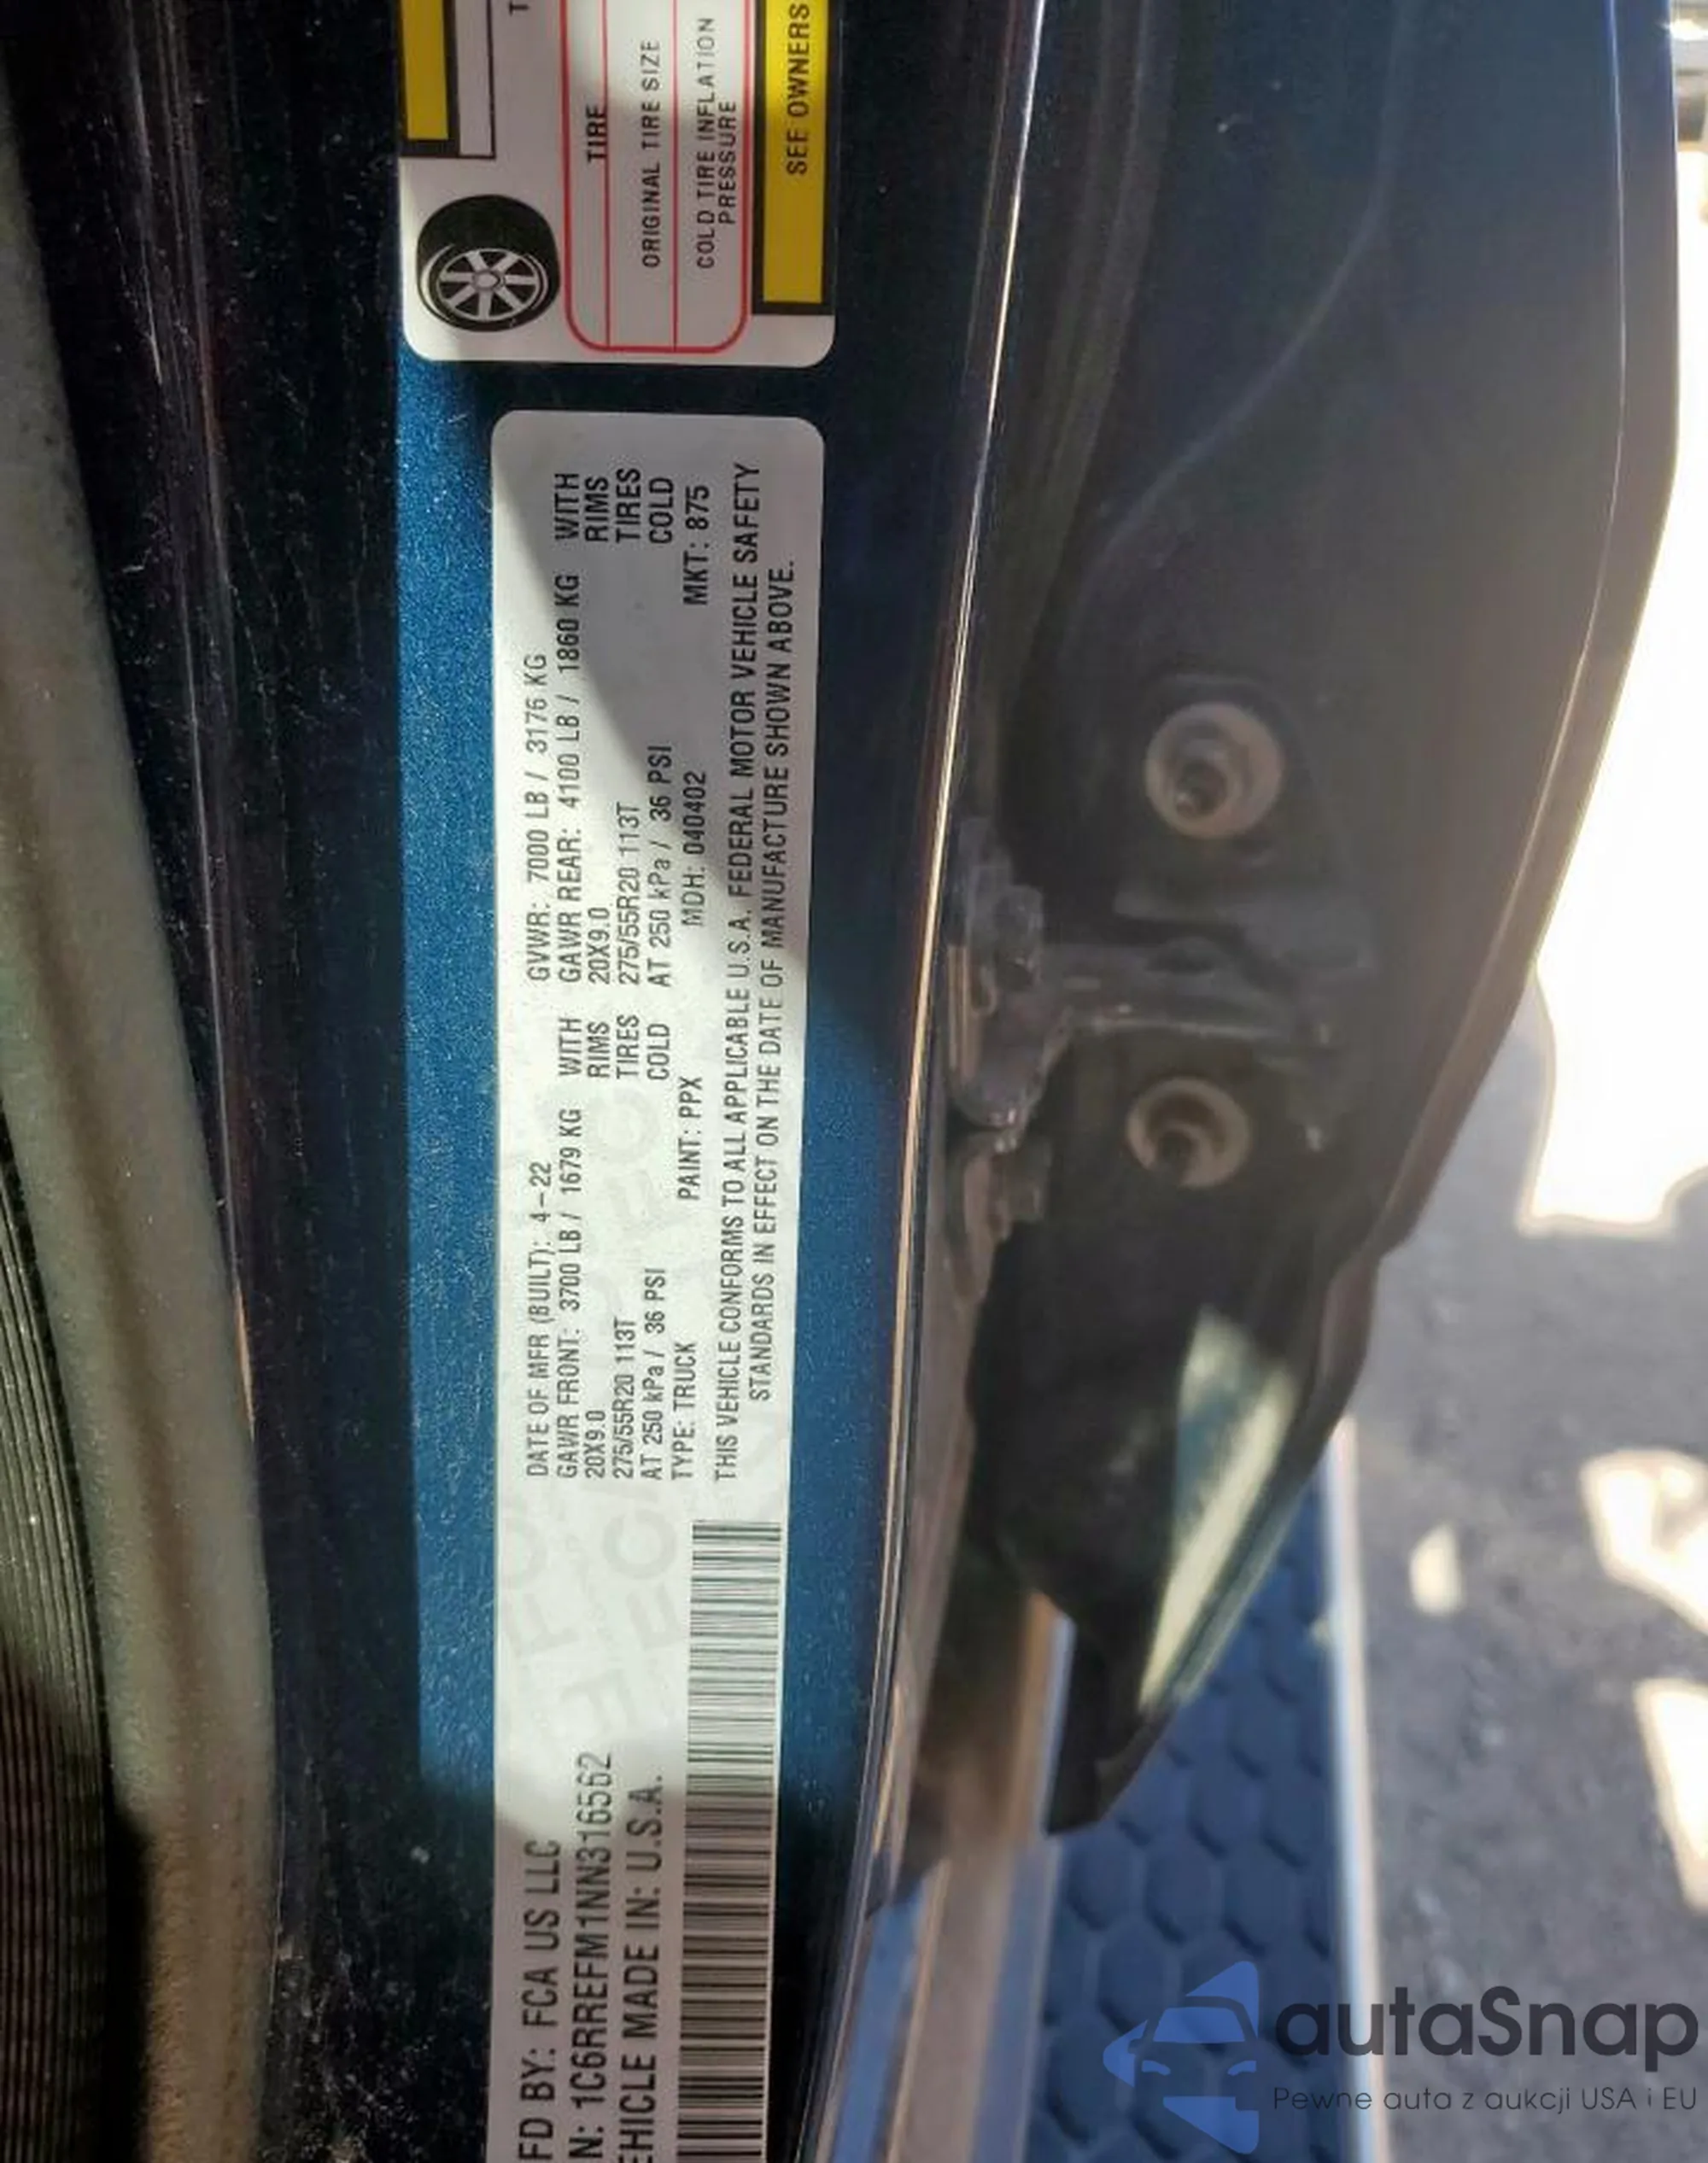 FD BY: FCA US LLC
N: 1C6RREFM1NN316562
EHICLE MADE IN: U.S.A.
DATE OF MFR (BUILT): 4-22 GVWR: 7000 LB / 3176 KG
GAWR FRONT: 3700 LB / 1679 KG WITH GAWR REAR: 4100 LB / 1860 KG WITH
20X9.0 RIMS 20X9.0 RIMS
275/55R20 113T TIRES 275/55R20 113T TIRES
AT 250 kPa / 36 PSI COLD AT 250 kPa / 36 PSI COLD
TYPE: TRUCK PAINT: PPX MDH: 040402 MKT: 875
THIS VEHICLE CONFORMS TO ALL APPLICABLE U.S.A. FEDERAL MOTOR VEHICLE SAFETY
STANDARDS IN EFFECT ON THE DATE OF MANUFACTURE SHOWN ABOVE.
T
TIRE
ORIGINAL TIRE SIZE
COLD TIRE INFLATION
PRESSURE
SEE OWNERS
autaSnap
Pewne auta z aukcji USA i EU